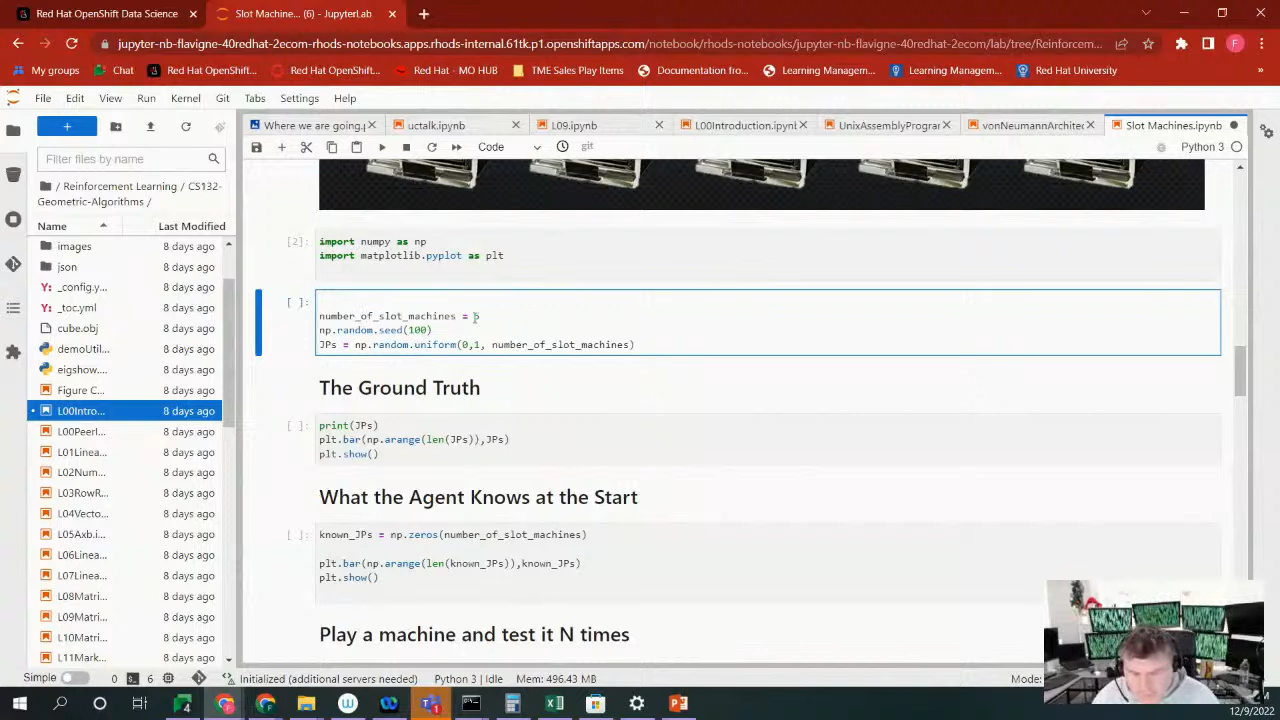 Red Hat OpenShift Data Science
Slot Machine... (6) - JupyterLab
jupyter-nb-flavigne-40redhat-2ecom-rhods-notebooks.apps.rhods-internal.61tk.p1.openshiftapps.com/notebook/rhods-notebooks/jupyter-nb-flavigne-40redhat-2ecom/lab/tree/Reinforcem...
F
My groups
Chat
Red Hat OpenShift...
Red Hat OpenShift...
Red Hat - MO HUB
TME Sales Play Items
Documentation fro...
Learning Managem...
Learning Managem...
Red Hat University
»
File Edit View Run Kernel Git Tabs Settings Help
Where we are going.p
uctalk.ipynb
L09.ipynb
L00Introduction.ipyn
UnixAssemblyProgra
vonNeumannArchitec
Slot Machines.ipynb
Code
git
Python 3
Filter files by name
/ Reinforcement Learning / CS132-
Geometric-Algorithms /
Name
Last Modified
images 8 days ago
json 8 days ago
_config.y... 8 days ago
_toc.yml 8 days ago
cube.obj 8 days ago
demoUtil... 8 days ago
eigshow.... 8 days ago
Figure C... 8 days ago
L00Intro... 8 days ago
L00Peerl... 8 days ago
L01Linea... 8 days ago
L02Num... 8 days ago
L03RowR... 8 days ago
L04Vecto... 8 days ago
L05Axb.i... 8 days ago
L06Linea... 8 days ago
L07Linea... 8 days ago
L08Matri... 8 days ago
L09Matri... 8 days ago
L10Matri... 8 days ago
L11Mark... 8 days ago
[2]:
import numpy as np
import matplotlib.pyplot as plt
[ ]:
number_of_slot_machines = 5
np.random.seed(100)
JPs = np.random.uniform(0,1, number_of_slot_machines)
The Ground Truth
[ ]:
print(JPs)
plt.bar(np.arange(len(JPs)),JPs)
plt.show()
What the Agent Knows at the Start
[ ]:
known_JPs = np.zeros(number_of_slot_machines)
plt.bar(np.arange(len(known_JPs)),known_JPs)
plt.show()
Play a machine and test it N times
Simple
0
6
Initialized (additional servers needed)
Python 3 | Idle
Mem: 496.43 MB
Mode:
12/9/2022